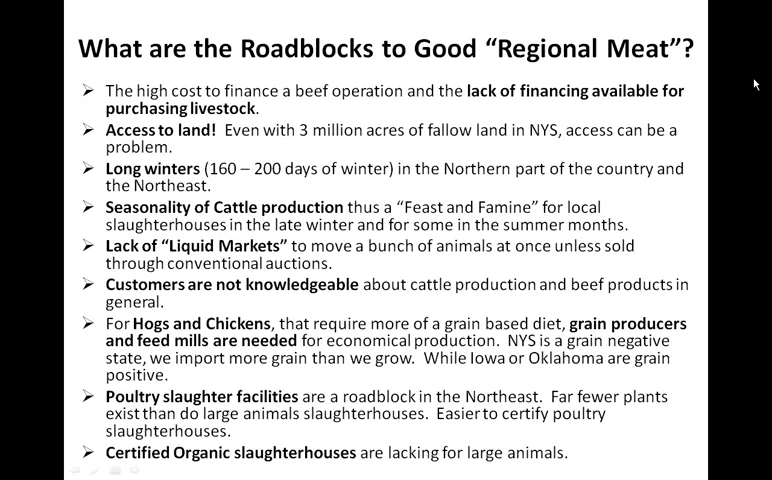 What are the Roadblocks to Good “Regional Meat”?
➢ The high cost to finance a beef operation and the lack of financing available for
purchasing livestock.
➢ Access to land!  Even with 3 million acres of fallow land in NYS, access can be a
problem.
➢ Long winters (160 – 200 days of winter) in the Northern part of the country and
the Northeast.
➢ Seasonality of Cattle production thus a “Feast and Famine” for local
slaughterhouses in the late winter and for some in the summer months.
➢ Lack of “Liquid Markets” to move a bunch of animals at once unless sold
through conventional auctions.
➢ Customers are not knowledgeable about cattle production and beef products in
general.
➢ For Hogs and Chickens, that require more of a grain based diet, grain producers
and feed mills are needed for economical production.  NYS is a grain negative
state, we import more grain than we grow.  While Iowa or Oklahoma are grain
positive.
➢ Poultry slaughter facilities are a roadblock in the Northeast.  Far fewer plants
exist than do large animals slaughterhouses.  Easier to certify poultry
slaughterhouses.
➢ Certified Organic slaughterhouses are lacking for large animals.